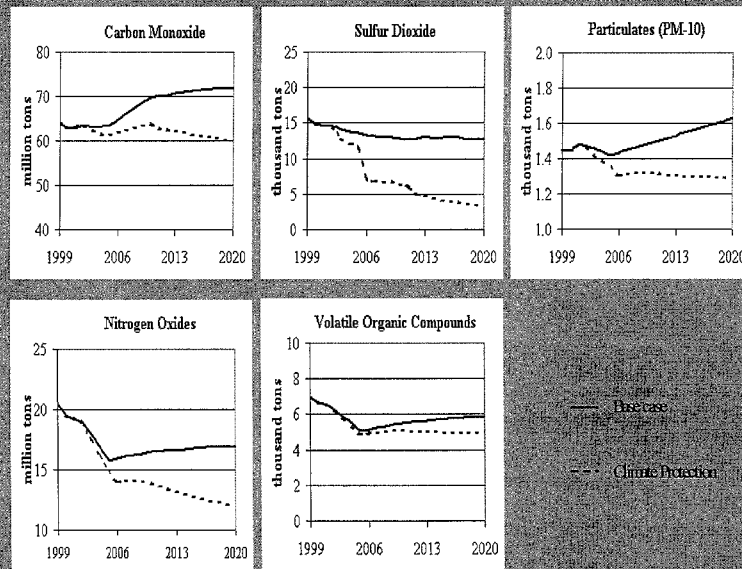 Carbon Monoxide
million tons
80
70
60
50
40
1999 2006 2013 2020
Sulfur Dioxide
thousand tons
25
20
15
10
5
0
1999 2006 2013 2020
Particulates (PM-10)
thousand tons
2.0
1.8
1.6
1.4
1.2
1.0
1999 2006 2013 2020
Nitrogen Oxides
million tons
25
20
15
10
1999 2006 2013 2020
Volatile Organic Compounds
thousand tons
10
8
6
4
2
0
1999 2006 2013 2020
Base case
Climate Protection